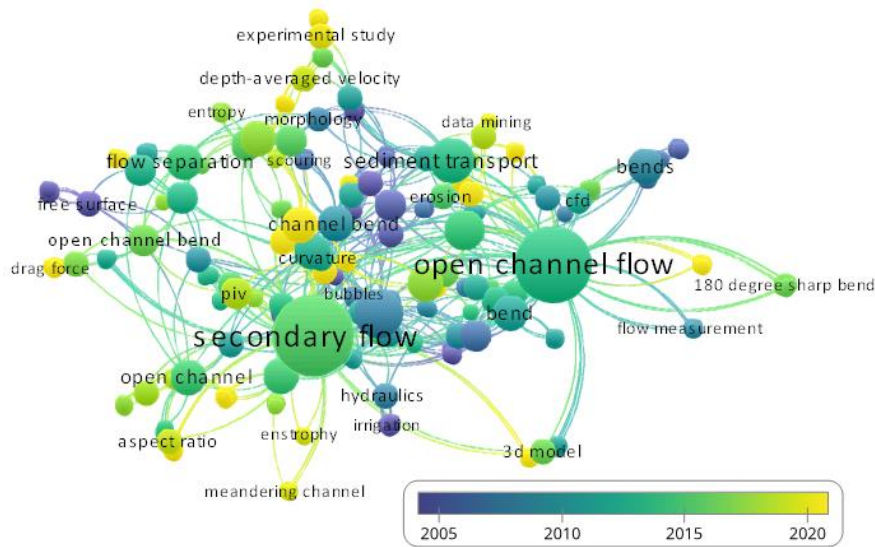 experimental study
depth-averaged velocity
entropy
morphology
data mining
flow separation
scouring
sediment transport
bends
free surface
erosion
cfd
channel bend
open channel bend
curvature
open channel flow
drag force
180 degree sharp bend
piv
bubbles
bend
flow measurement
secondary flow
open channel
hydraulics
irrigation
aspect ratio
enstrophy
3d model
meandering channel
2005
2010
2015
2020